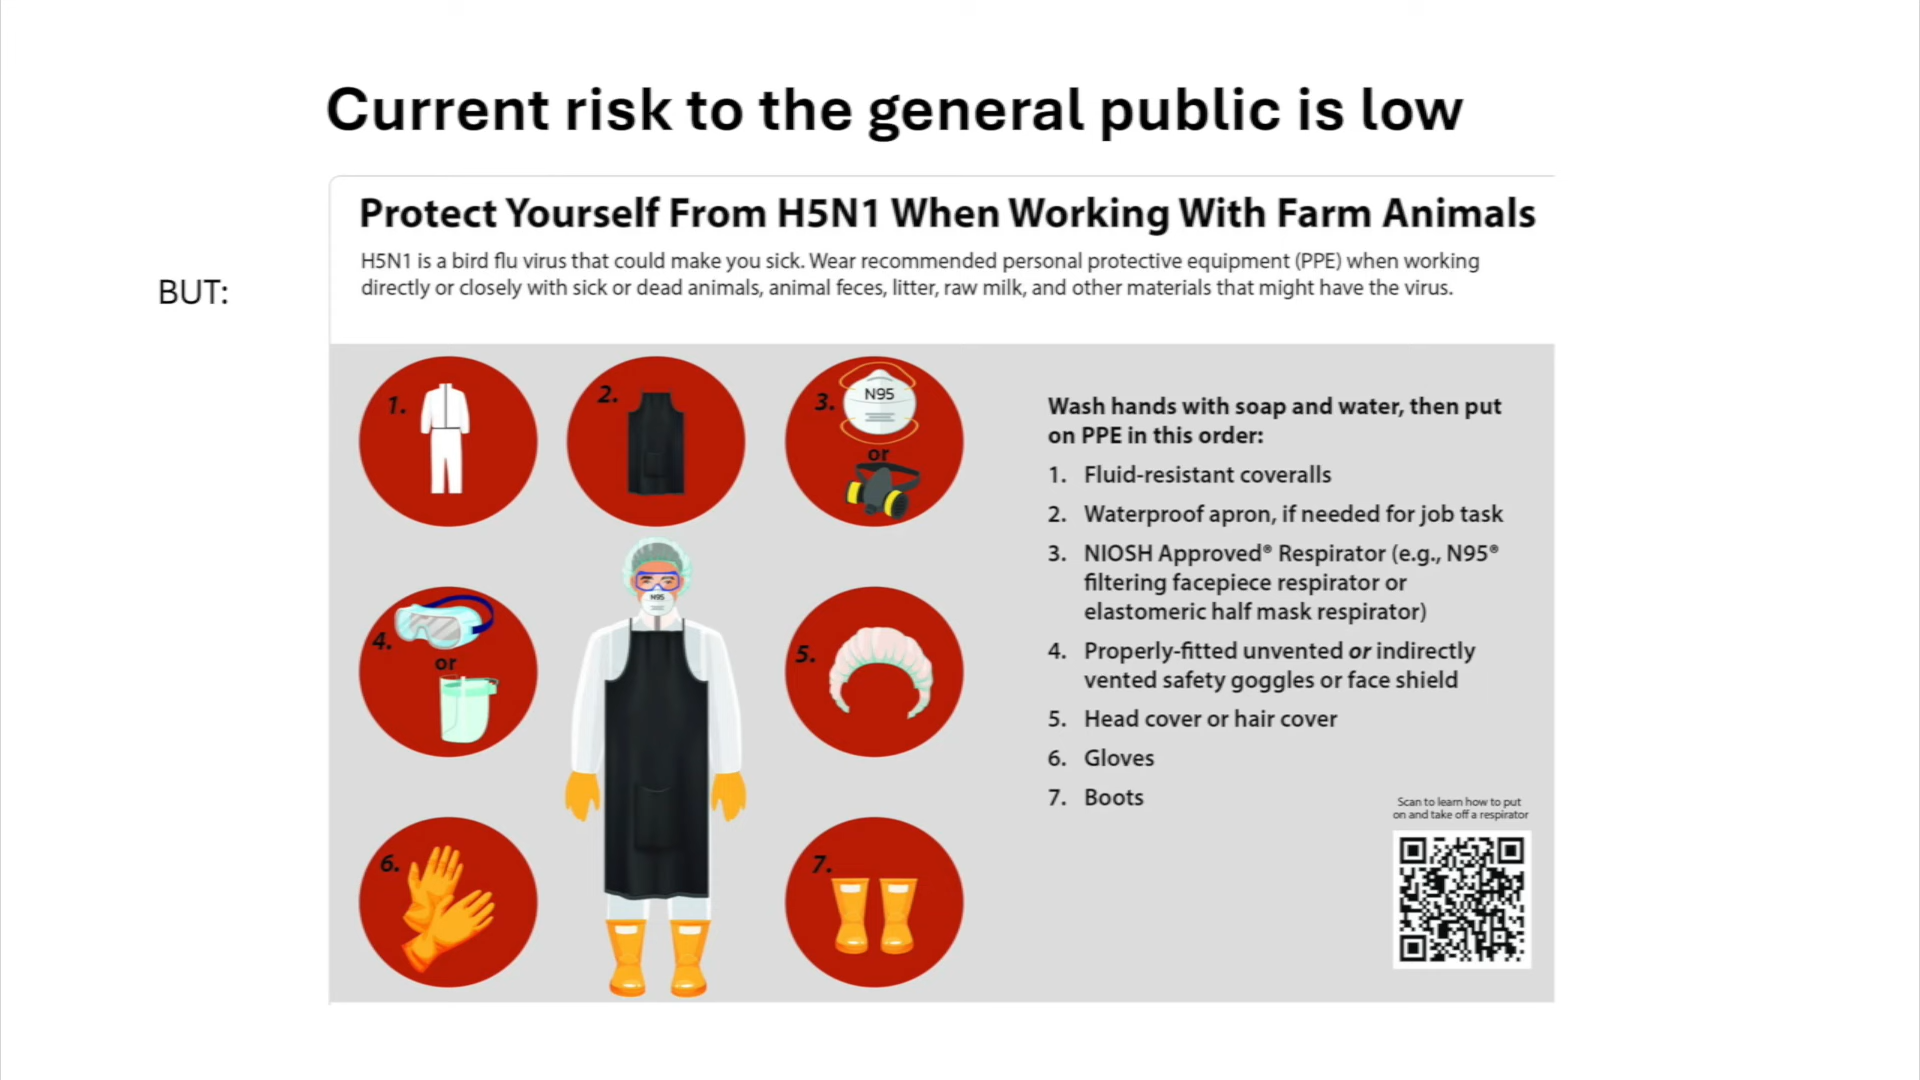 Current risk to the general public is low
BUT:
Protect Yourself From H5N1 When Working With Farm Animals
H5N1 is a bird flu virus that could make you sick. Wear recommended personal protective equipment (PPE) when working
directly or closely with sick or dead animals, animal feces, litter, raw milk, and other materials that might have the virus.
1.
2.
3.
N95
or
4.
or
N95
5.
6.
7.
Wash hands with soap and water, then put
on PPE in this order:
1. Fluid-resistant coveralls
2. Waterproof apron, if needed for job task
3. NIOSH Approved® Respirator (e.g., N95®
filtering facepiece respirator or
elastomeric half mask respirator)
4. Properly-fitted unvented or indirectly
vented safety goggles or face shield
5. Head cover or hair cover
6. Gloves
7. Boots
Scan to learn how to put
on and take off a respirator